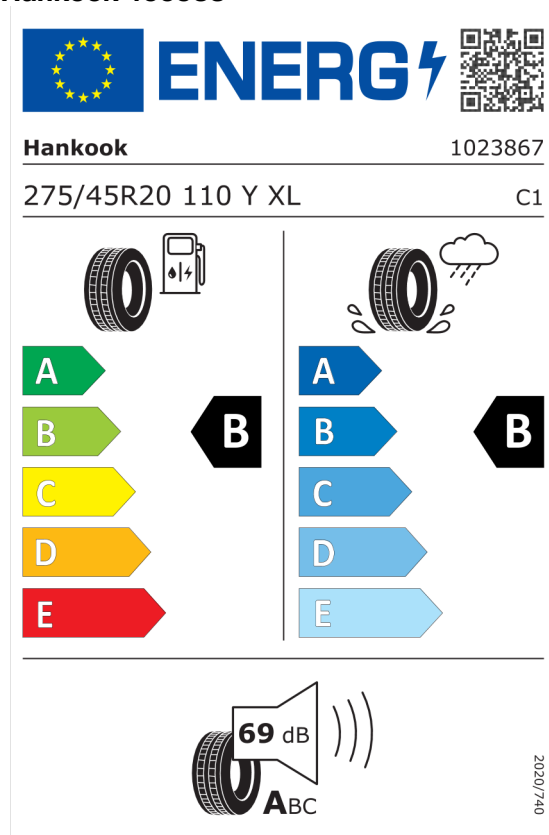 ENERG
Hankook 1023867
275/45R20 110 Y XL C1
A A
B B B B
C C
D D
E E
69 dB
ABC
2020/740